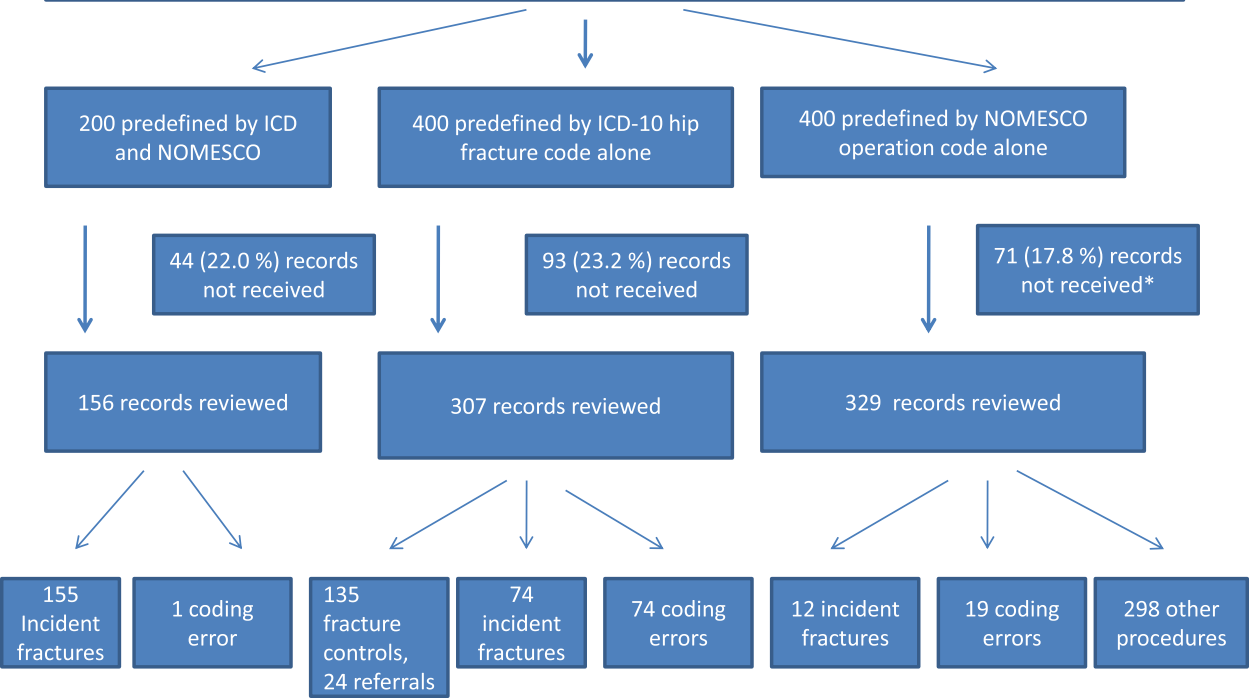 200 predefined by ICD
and NOMESCO
400 predefined by ICD-10 hip
fracture code alone
400 predefined by NOMESCO
operation code alone
44 (22.0 %) records
not received
93 (23.2 %) records
not received
71 (17.8 %) records
not received*
156 records reviewed
307 records reviewed
329 records reviewed
155
Incident
fractures
1 coding
error
135
fracture
controls,
24 referrals
74
incident
fractures
74 coding
errors
12 incident
fractures
19 coding
errors
298 other
procedures